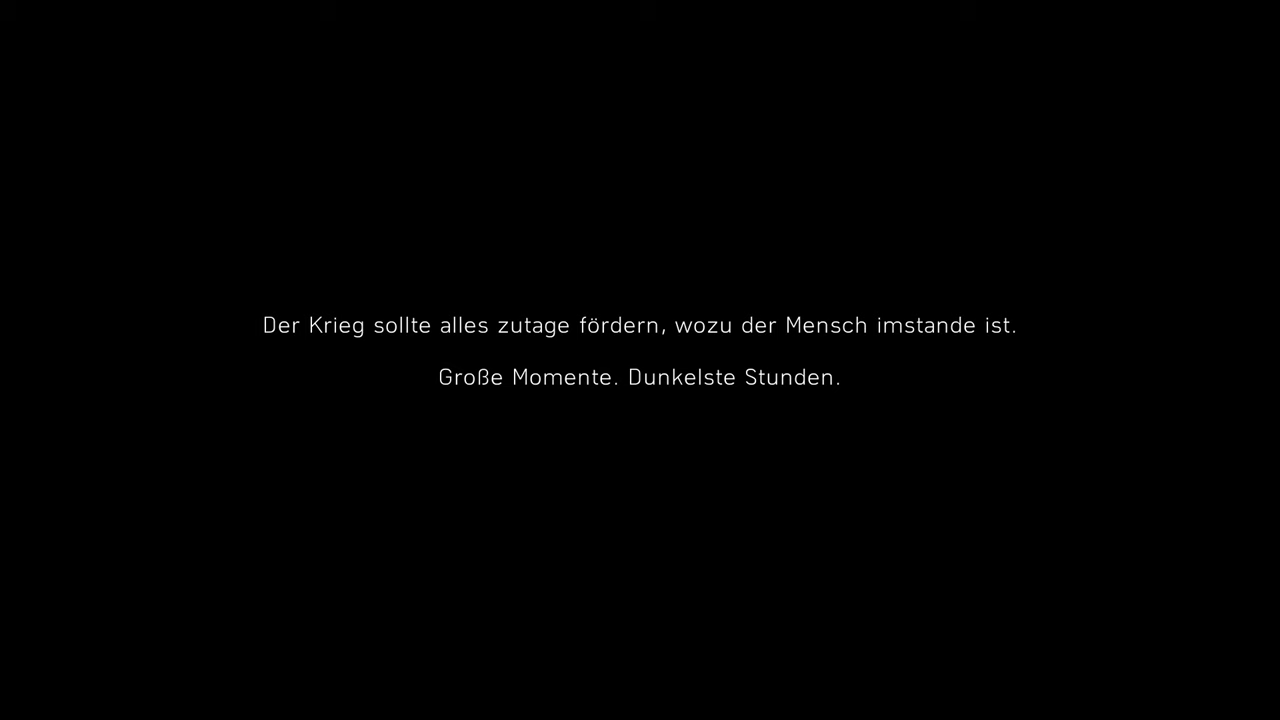 Der Krieg sollte alles zutage fördern, wozu der Mensch imstande ist.
Große Momente. Dunkelste Stunden.